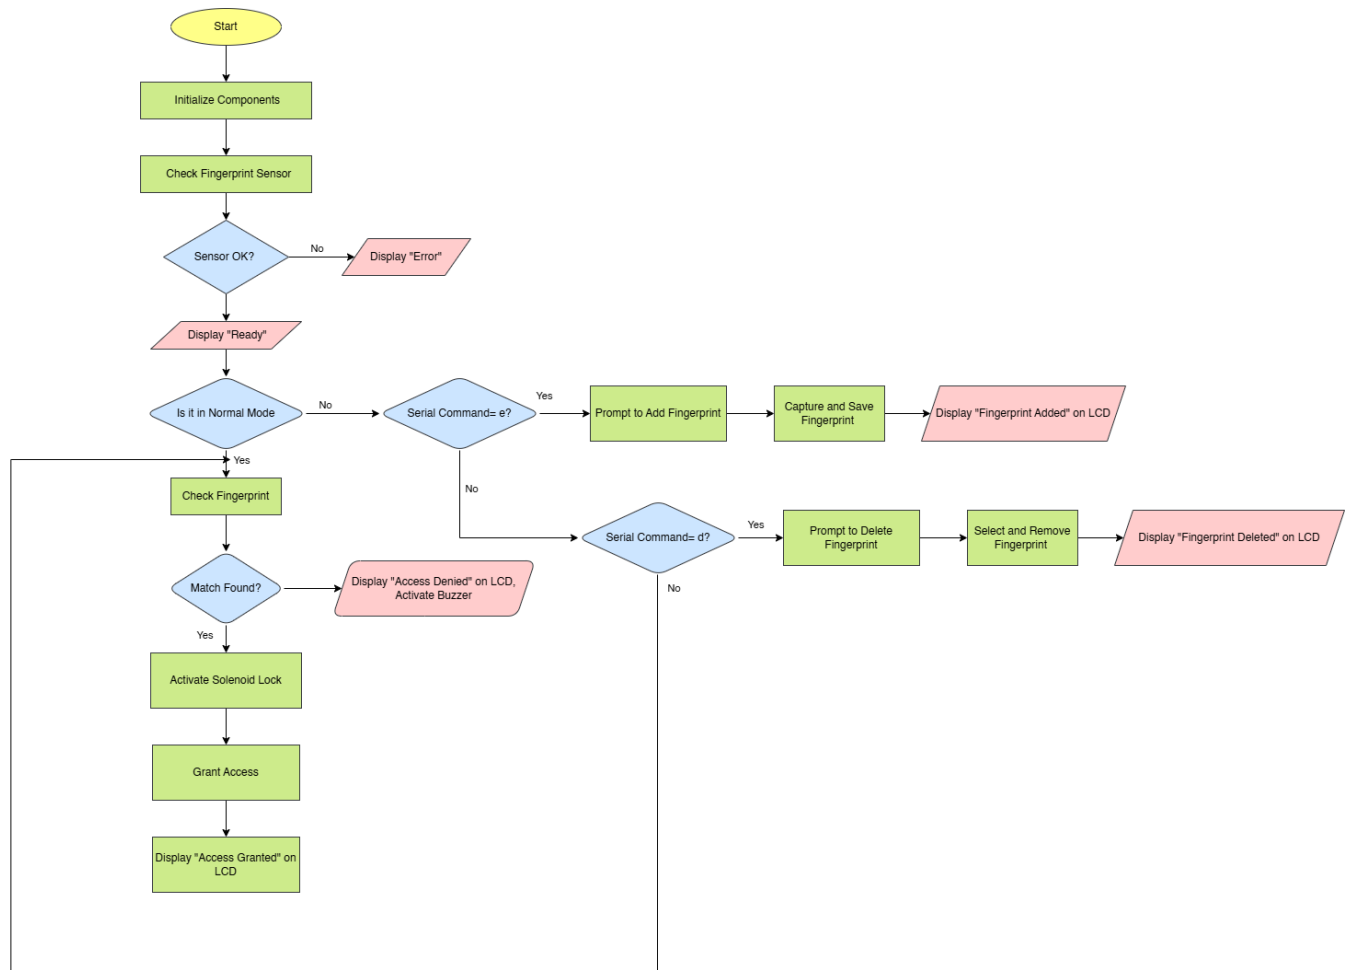 Start
Initialize Components
Check Fingerprint Sensor
Sensor OK?
No
Display "Error"
Display "Ready"
Is it in Normal Mode
No
Serial Command= e?
Yes
Prompt to Add Fingerprint
Capture and Save
Fingerprint
Display "Fingerprint Added" on LCD
Yes
Check Fingerprint
No
Serial Command= d?
Yes
Prompt to Delete
Fingerprint
Select and Remove
Fingerprint
Display "Fingerprint Deleted" on LCD
Match Found?
Display "Access Denied" on LCD,
Activate Buzzer
No
Yes
Activate Solenoid Lock
Grant Access
Display "Access Granted" on
LCD